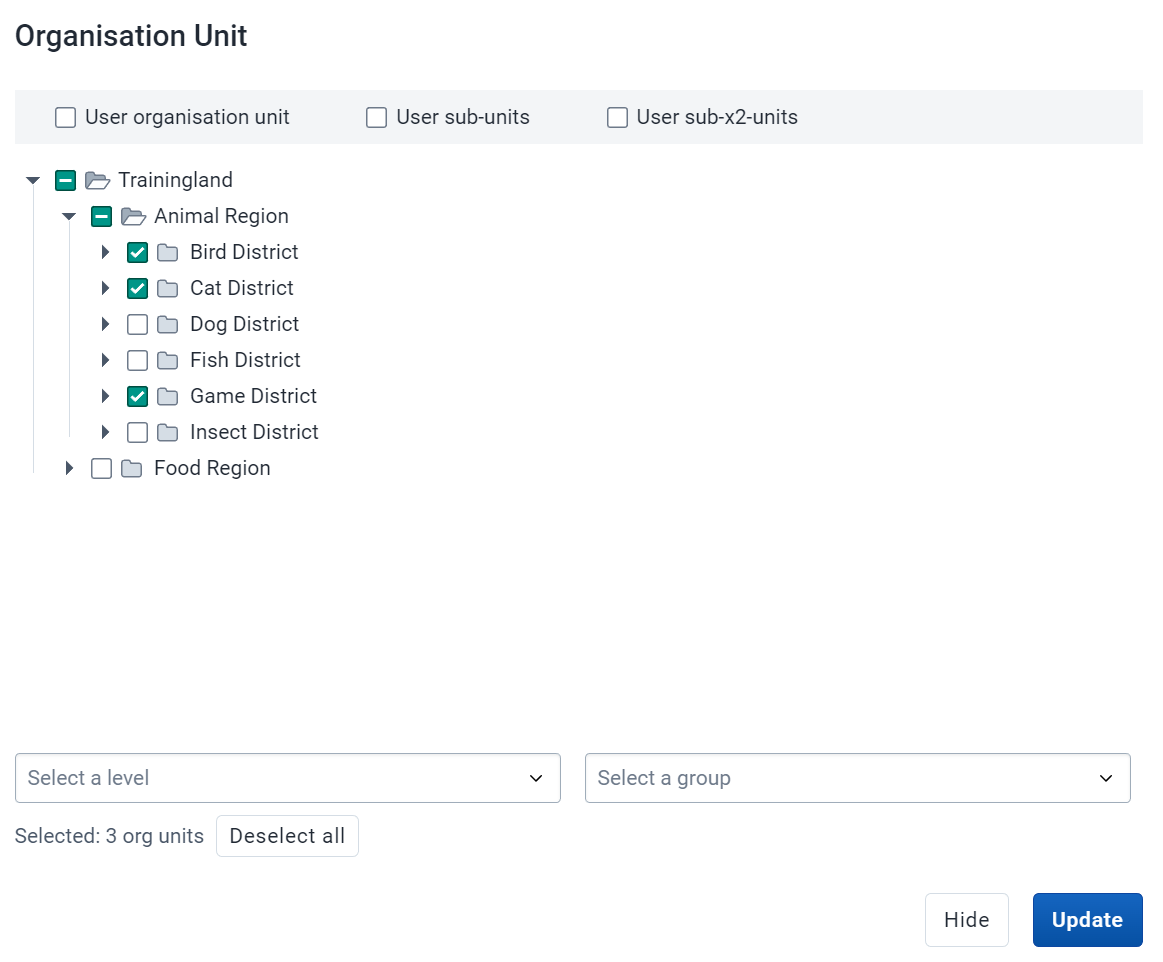 Organisation Unit
User organisation unit User sub-units User sub-x2-units
Trainingland
Animal Region
Bird District
Cat District
Dog District
Fish District
Game District
Insect District
Food Region
Select a level Select a group
Selected: 3 org units Deselect all
Hide Update